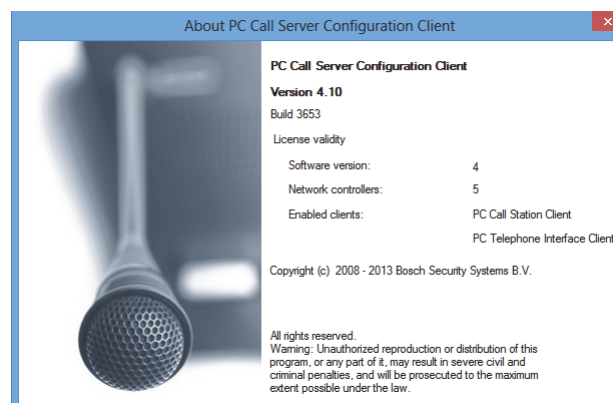 About PC Call Server Configuration Client
PC Call Server Configuration Client
Version 4.10
Build 3653
License validity
Software version: 4
Network controllers: 5
Enabled clients: PC Call Station Client
PC Telephone Interface Client
Copyright (c) 2008 - 2013 Bosch Security Systems B.V.
All rights reserved.
Warning: Unauthorized reproduction or distribution of this
program, or any part of it, may result in severe civil and
criminal penalties, and will be prosecuted to the maximum
extent possible under the law.